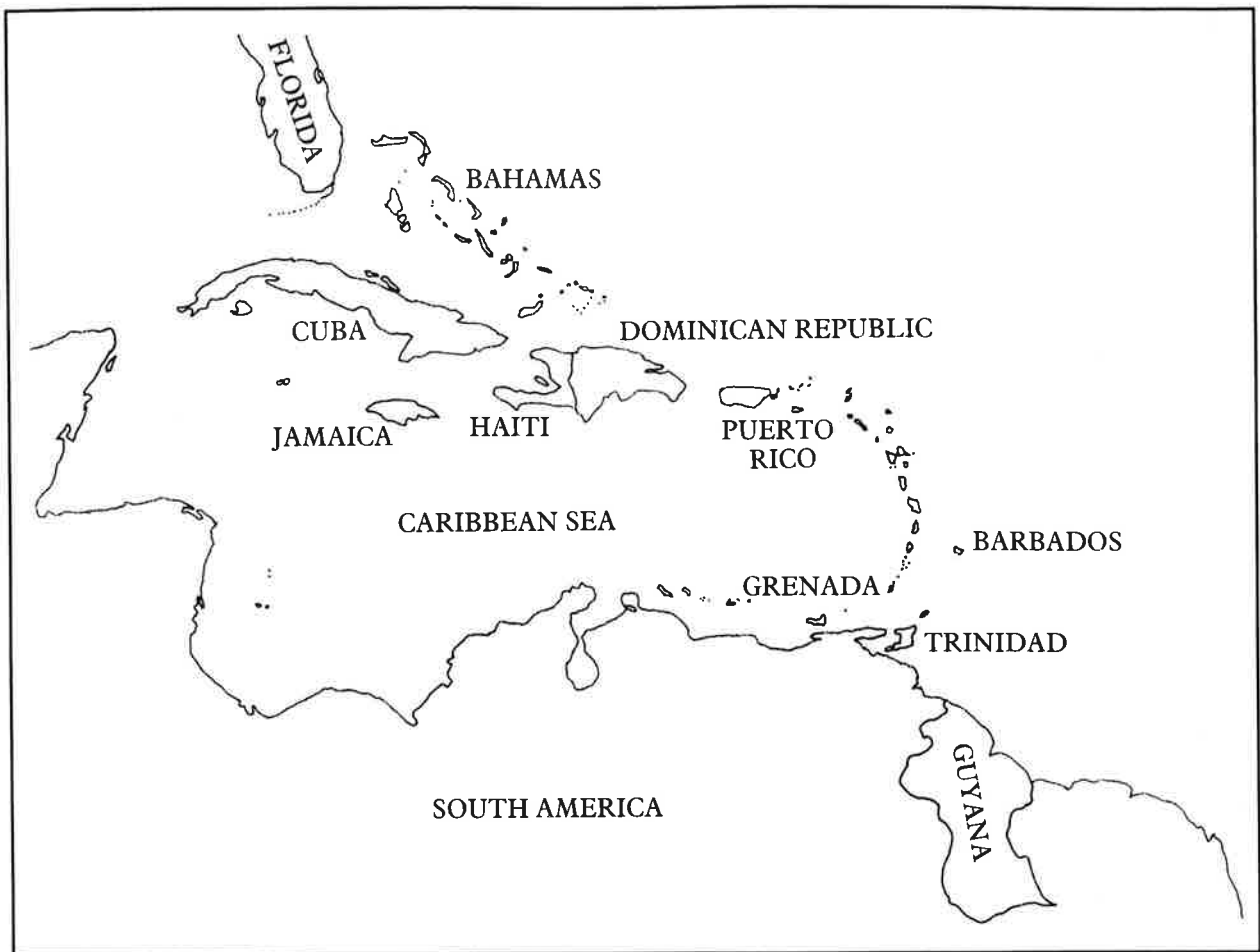 FLORIDA
BAHAMAS
CUBA
DOMINICAN REPUBLIC
JAMAICA
HAITI
PUERTO
RICO
CARIBBEAN SEA
BARBADOS
GRENADA
TRINIDAD
GUYANA
SOUTH AMERICA